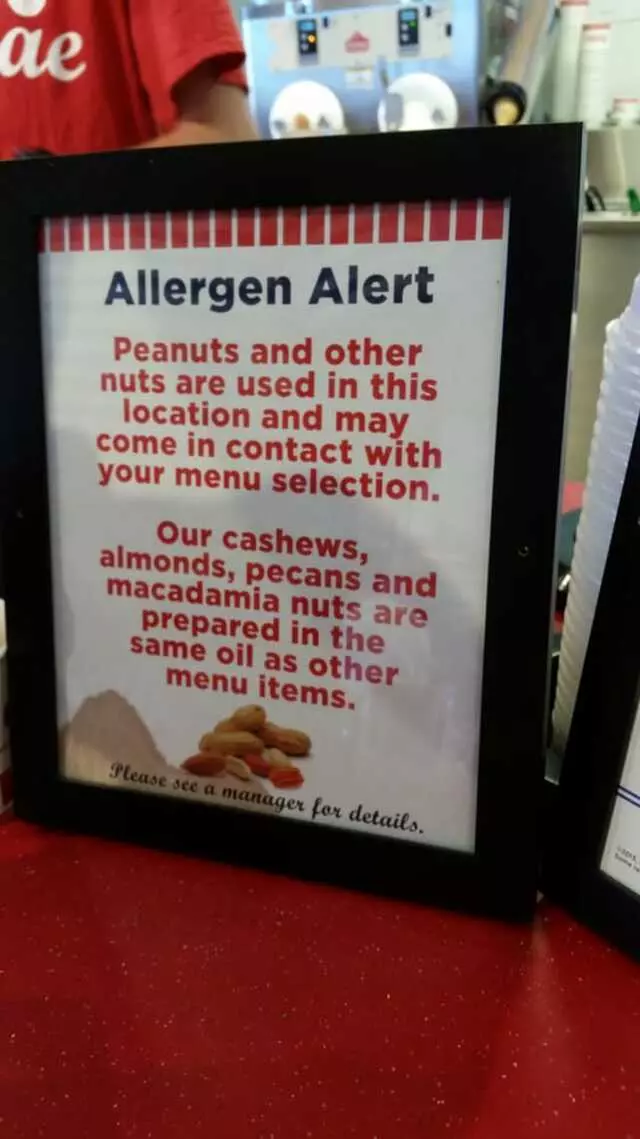 ae
Allergen Alert
Peanuts and other
nuts are used in this
location and may
come in contact with
your menu selection.
Our cashews,
almonds, pecans and
macadamia nuts are
prepared in the
same oil as other
menu items.
Please see a manager for details.